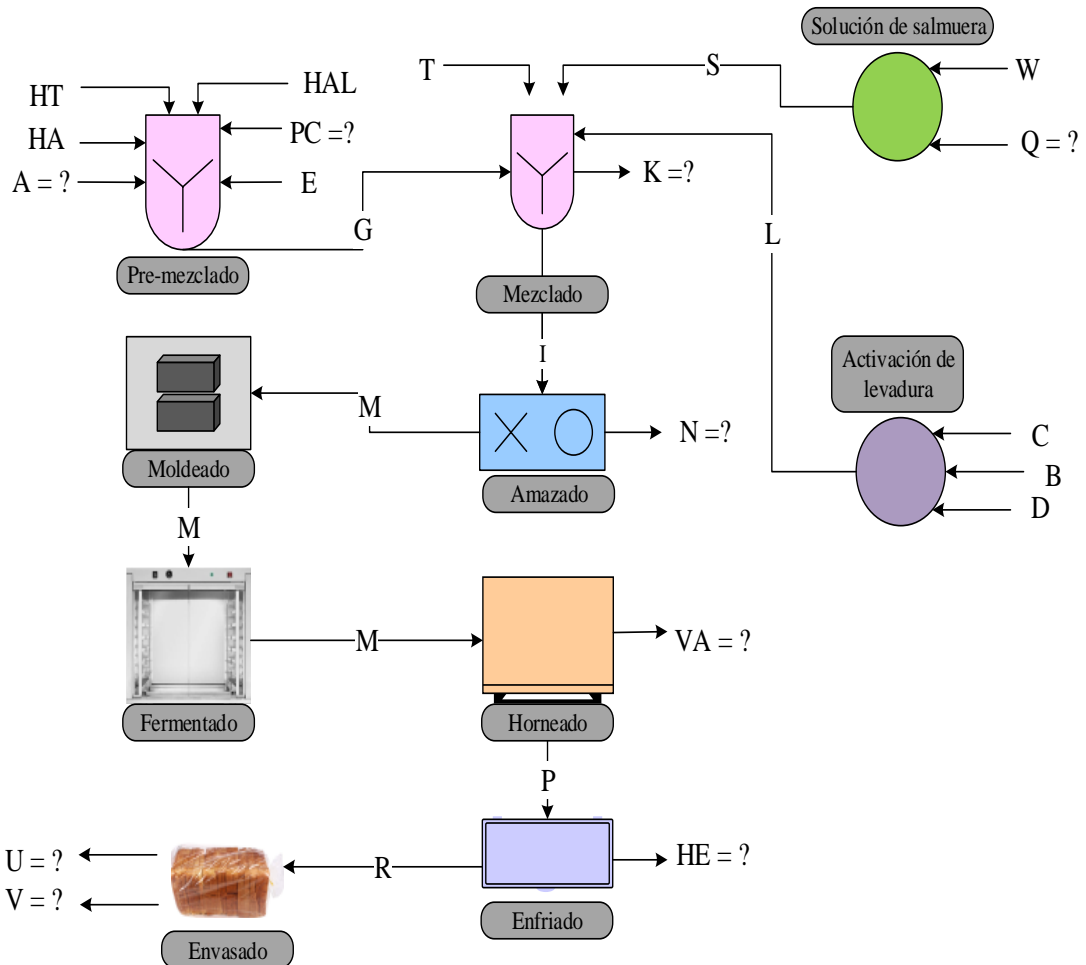 Solución de salmuera
T
S
W
HT
HAL
HA
PC =?
Q = ?
A = ?
E
K =?
G
L
Pre-mezclado
Mezclado
I
Activación de
levadura
M
N =?
C
B
D
Moldeado
Amazado
M
M
VA = ?
Fermentado
Horneado
P
U = ?
R
HE = ?
V = ?
Envasado
Enfriado